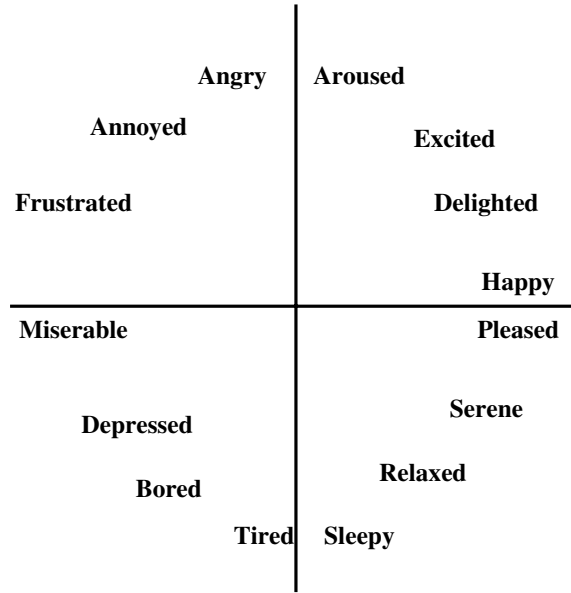 Angry Aroused
Annoyed
Excited
Frustrated Delighted
Happy
Miserable Pleased
Serene
Depressed
Relaxed
Bored
Tired Sleepy